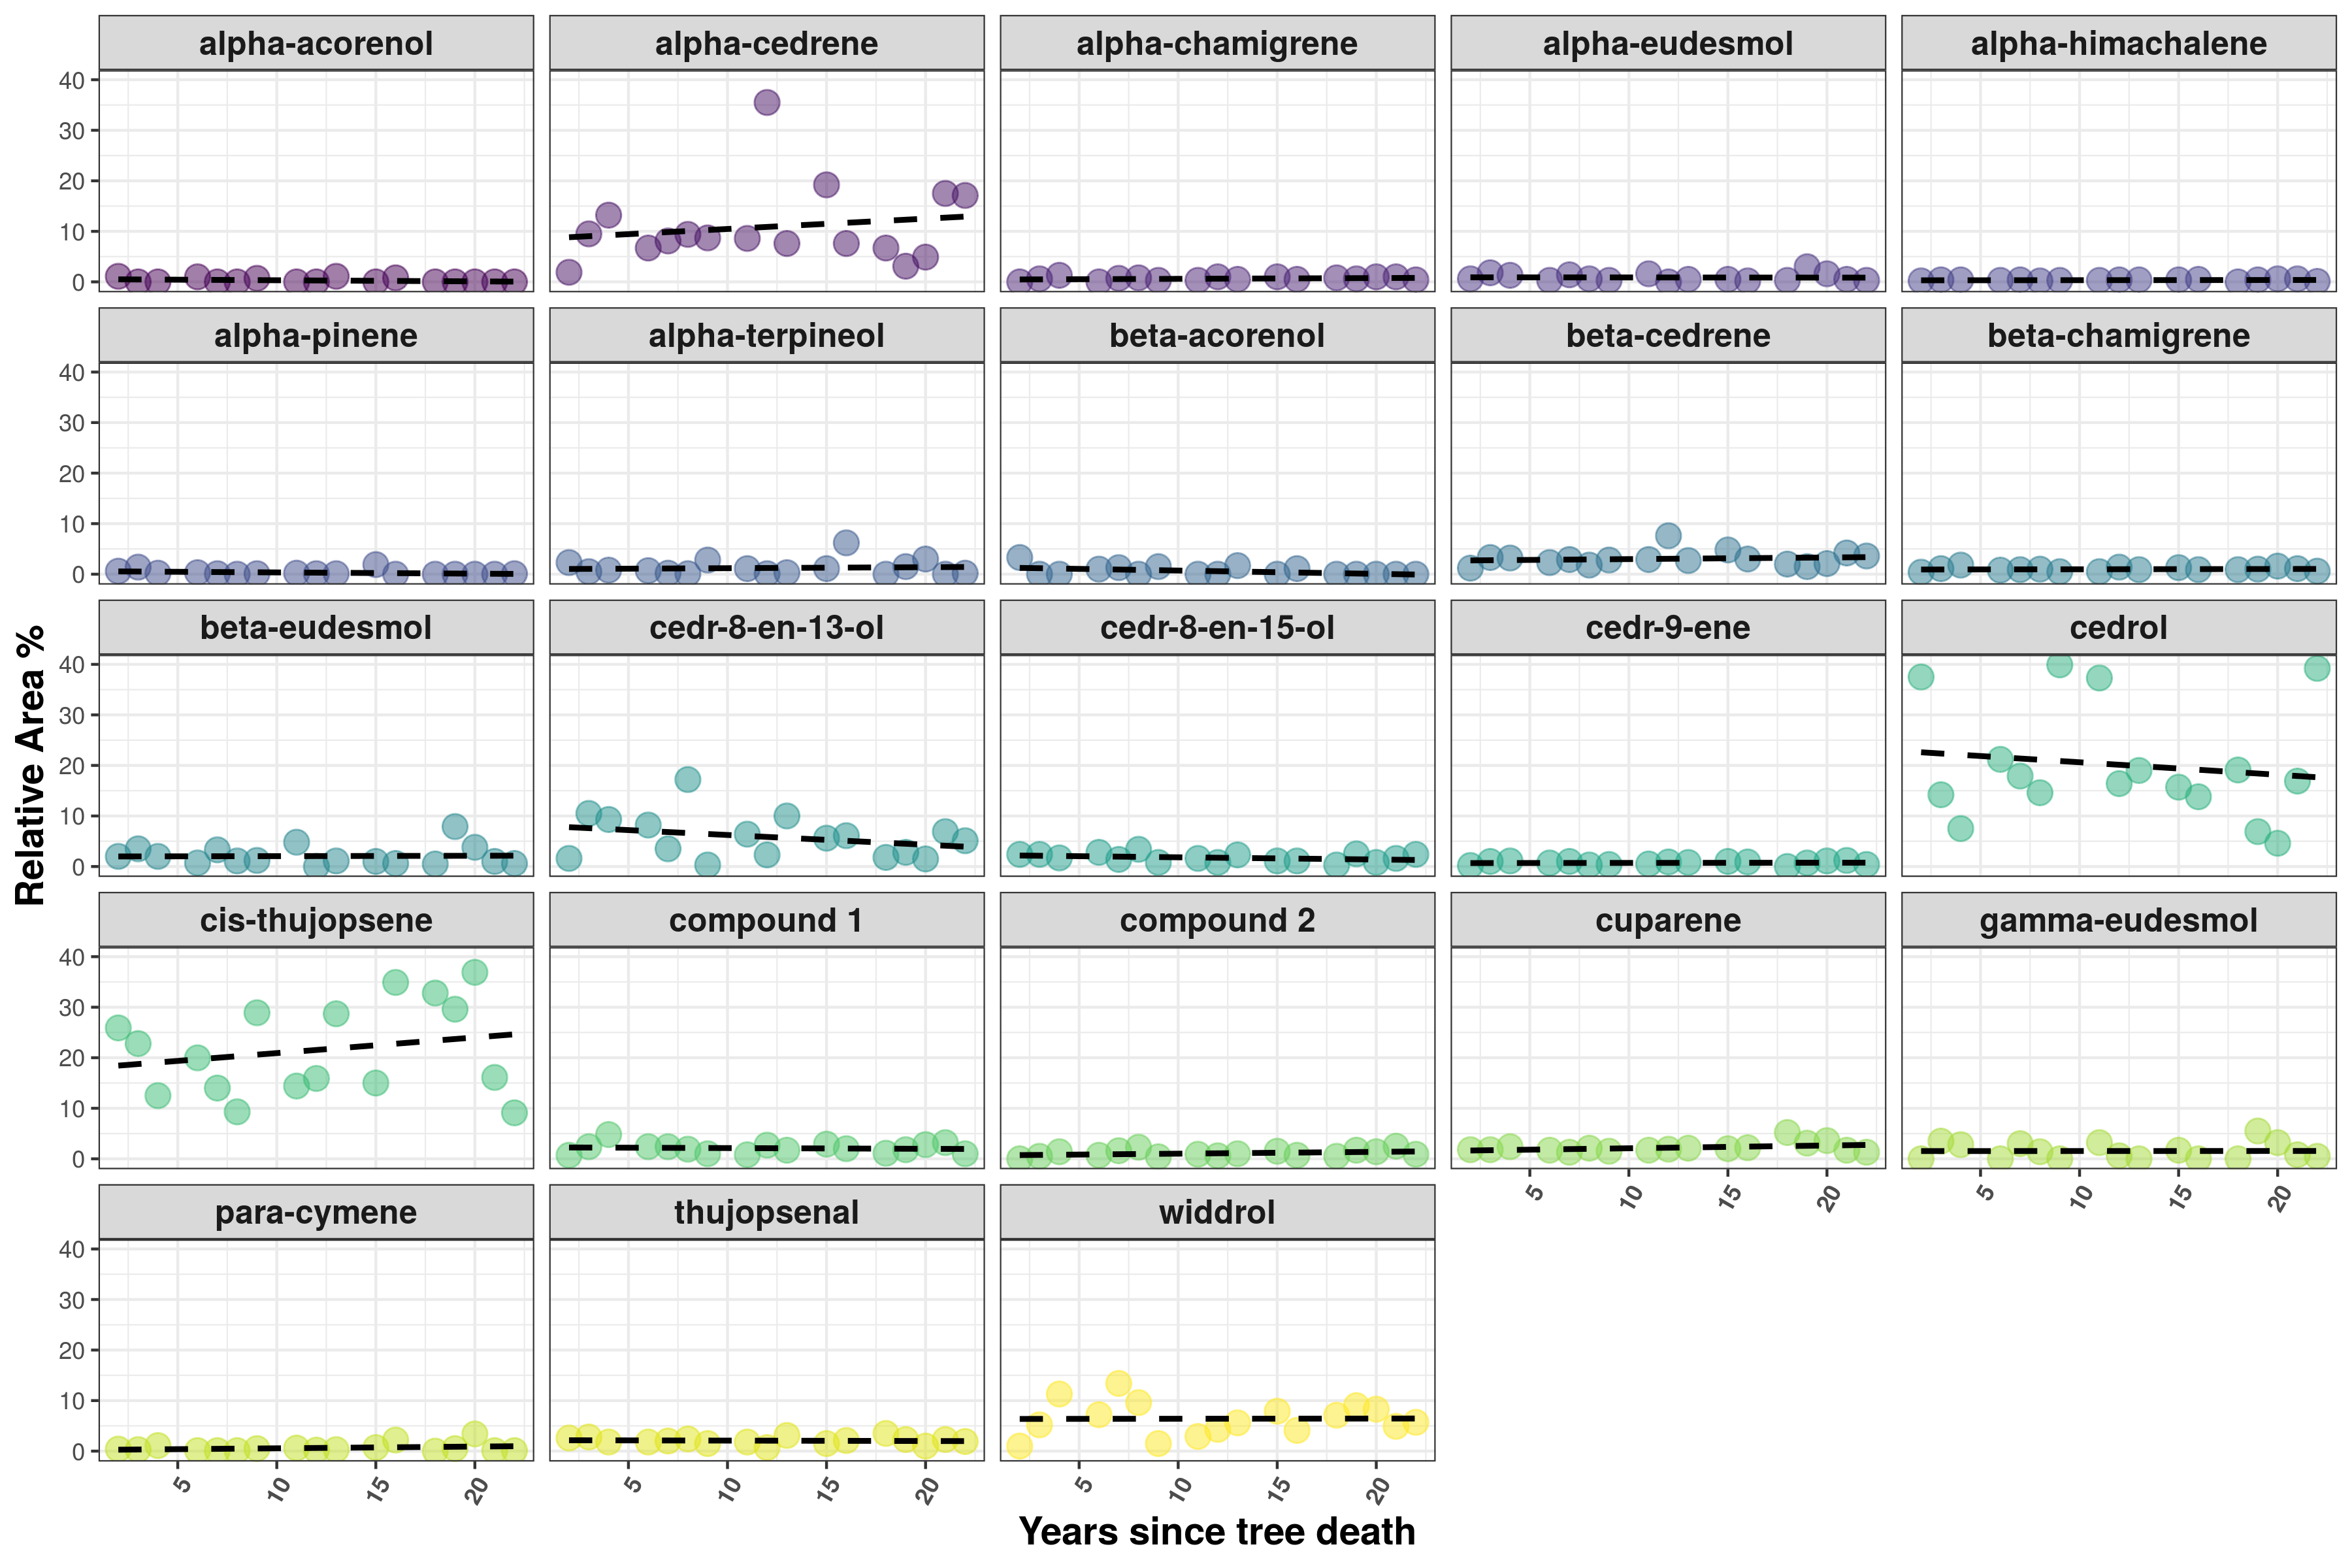 alpha-acorenol alpha-cedrene alpha-chamigrene alpha-eudesmol alpha-himachalene
40
30
20
10
0
alpha-pinene alpha-terpineol beta-acorenol beta-cedrene beta-chamigrene
40
30
20
10
0
beta-eudesmol cedr-8-en-13-ol cedr-8-en-15-ol cedr-9-ene cedrol
40
30
20
10
0
Relative Area %
cis-thujopsene compound 1 compound 2 cuparene gamma-eudesmol
40
30
20
10
0
5 10 15 20 5 10 15 20
para-cymene thujopsenal widdrol
40
30
20
10
0
5 10 15 20 5 10 15 20 5 10 15 20
Years since tree death